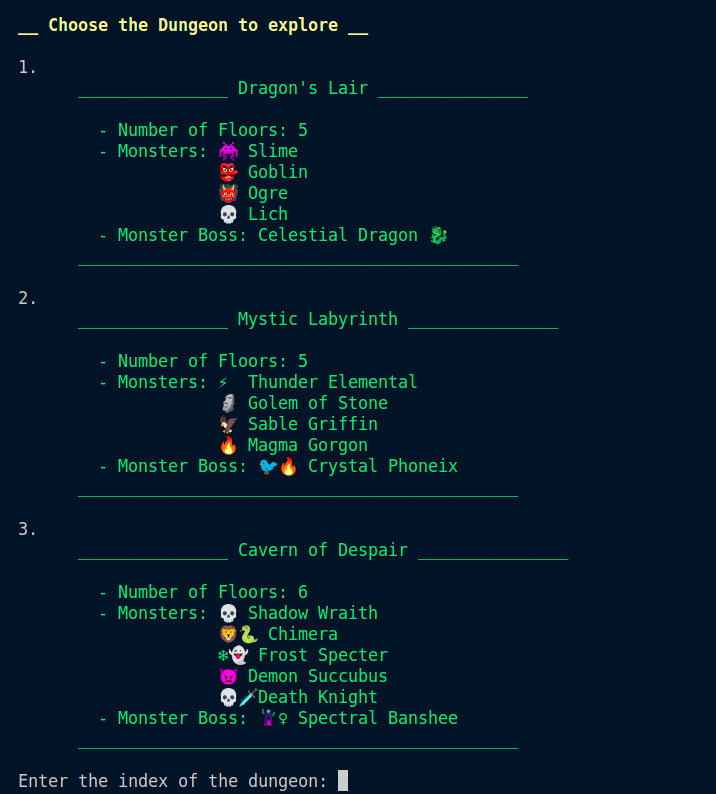 __ Choose the Dungeon to explore __
1.
_______________ Dragon's Lair _______________
- Number of Floors: 5
- Monsters: 👾 Slime
👺 Goblin
👹 Ogre
💀 Lich
- Monster Boss: Celestial Dragon 🐉
____________________________________________
2.
_______________ Mystic Labyrinth _______________
- Number of Floors: 5
- Monsters: ⚡ Thunder Elemental
🗿 Golem of Stone
🦅 Sable Griffin
🔥 Magma Gorgon
- Monster Boss: 🐦🔥 Crystal Phoneix
____________________________________________
3.
_______________ Cavern of Despair _______________
- Number of Floors: 6
- Monsters: 💀 Shadow Wraith
🦁🐍 Chimera
❄👻 Frost Specter
👿 Demon Succubus
💀🗡Death Knight
- Monster Boss: 🦹♀ Spectral Banshee
____________________________________________
Enter the index of the dungeon: